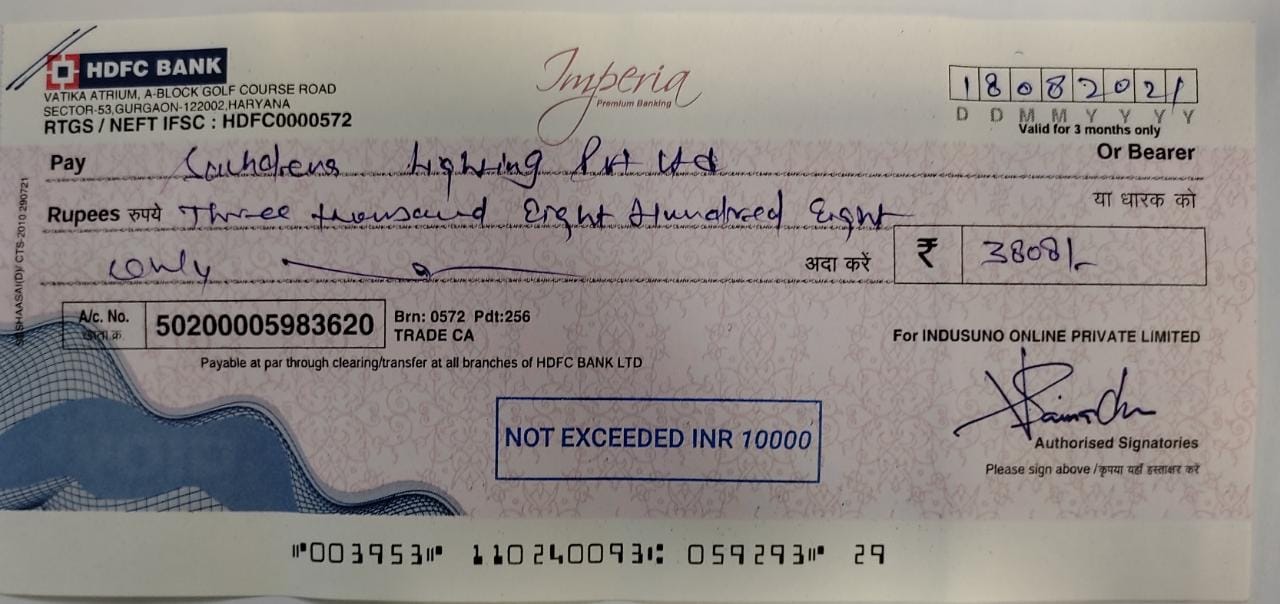 HDFC BANK
VATIKA ATRIUM, A-BLOCK GOLF COURSE ROAD
SECTOR-53,GURGAON-122002,HARYANA
RTGS / NEFT IFSC : HDFC0000572
Imperia
Premium Banking
18082021
D D M M Y Y Y Y
Valid for 3 months only
Pay Lighting Pvt Ltd
Or Bearer
या धारक को
Rupees रुपये Three thousand Eight Hundred Eight
only अदा करें ₹ 3808/-
A/c. No. 50200005983620
खाता क्र.
Brn: 0572 Pdt:256
TRADE CA
Payable at par through clearing/transfer at all branches of HDFC BANK LTD
For INDUSUNO ONLINE PRIVATE LIMITED
NOT EXCEEDED INR 10000
Authorised Signatories
Please sign above /कृपया यहाँ हस्ताक्षर करें
⑈003953⑈ 110240093⑆ 059293⑈ 29
CTS-2010 290721